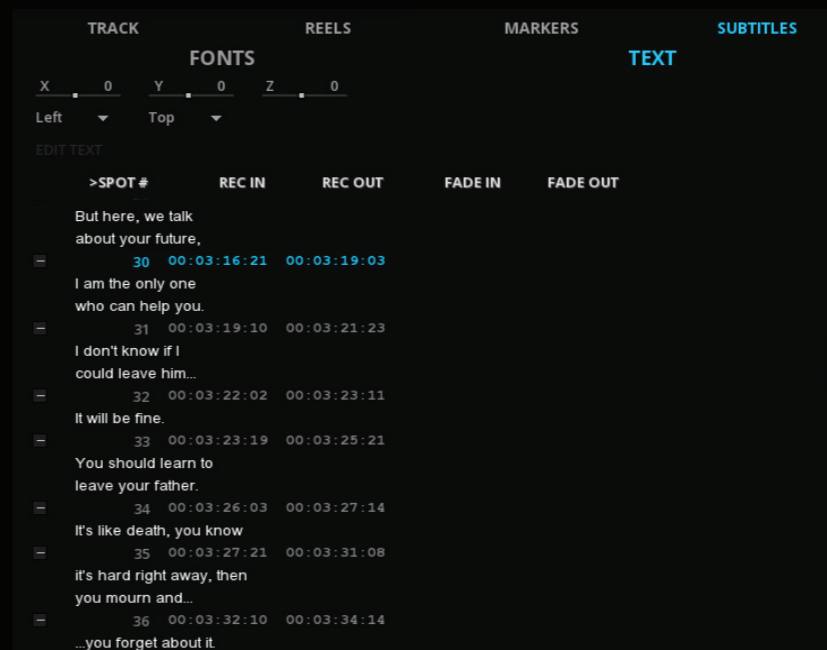 TRACK REELS MARKERS SUBTITLES
FONTS TEXT
X 0 Y 0 Z 0
Left Top
EDIT TEXT
>SPOT # REC IN REC OUT FADE IN FADE OUT
But here, we talk
about your future,
30 00:03:16:21 00:03:19:03
I am the only one
who can help you.
31 00:03:19:10 00:03:21:23
I don't know if I
could leave him...
32 00:03:22:02 00:03:23:11
It will be fine.
33 00:03:23:19 00:03:25:21
You should learn to
leave your father.
34 00:03:26:03 00:03:27:14
It's like death, you know
35 00:03:27:21 00:03:31:08
it's hard right away, then
you mourn and...
36 00:03:32:10 00:03:34:14
...you forget about it.